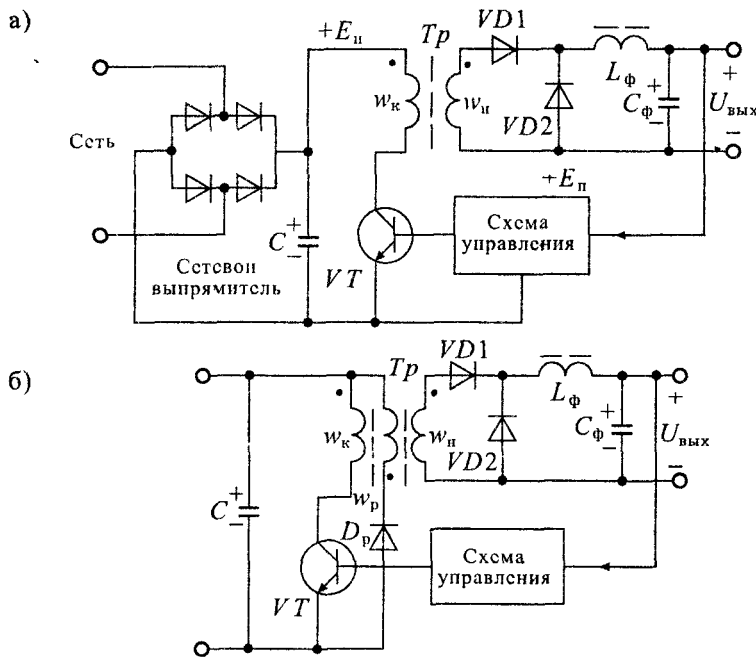 а)
+Eп
Tp
VD1
Lф
Cф
+
−
Uвых
+
−
wк
wн
VD2
Сеть
+Eп
Схема
управления
C
+
−
VT
Сетевои
выпрямитель
б)
Tp
VD1
Lф
Cф
+
−
Uвых
+
−
wк
wн
VD2
wр
C
+
−
Dр
VT
Схема
управления